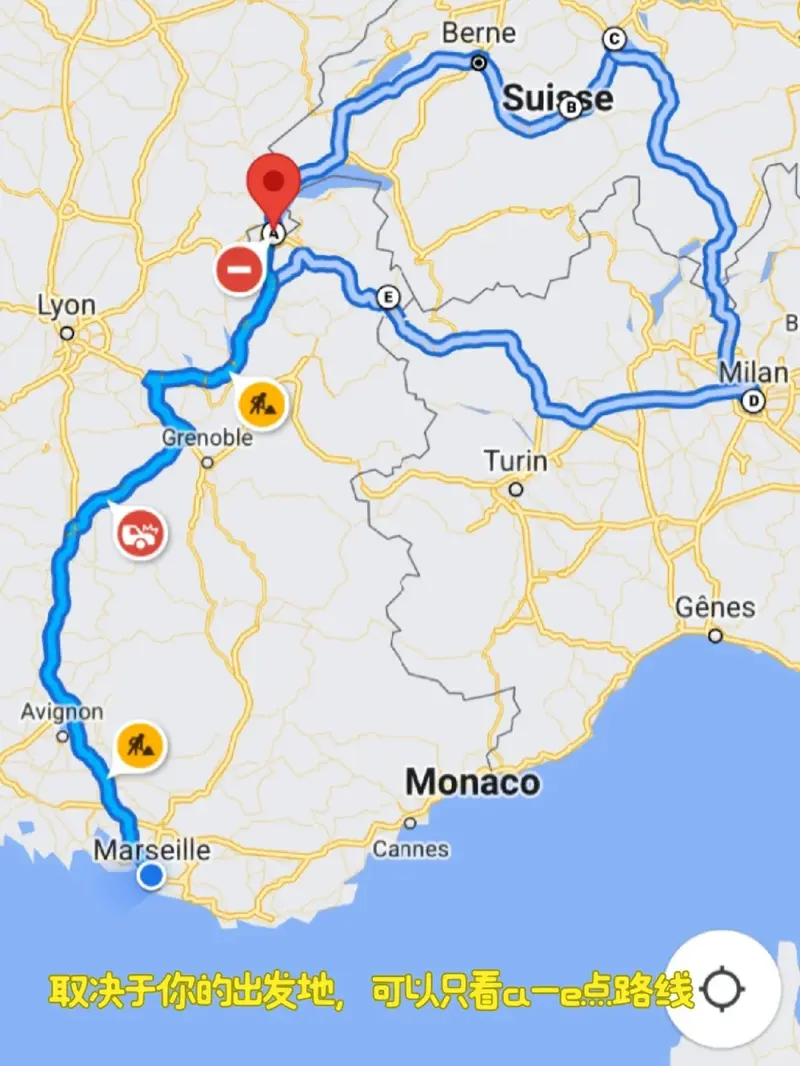 Berne
C
Suisse
B
A
E
Lyon
Milan
B
D
Grenoble
Turin
Gênes
Avignon
Monaco
Marseille
Cannes
取决于你的出发地，可以只看a一e点路线